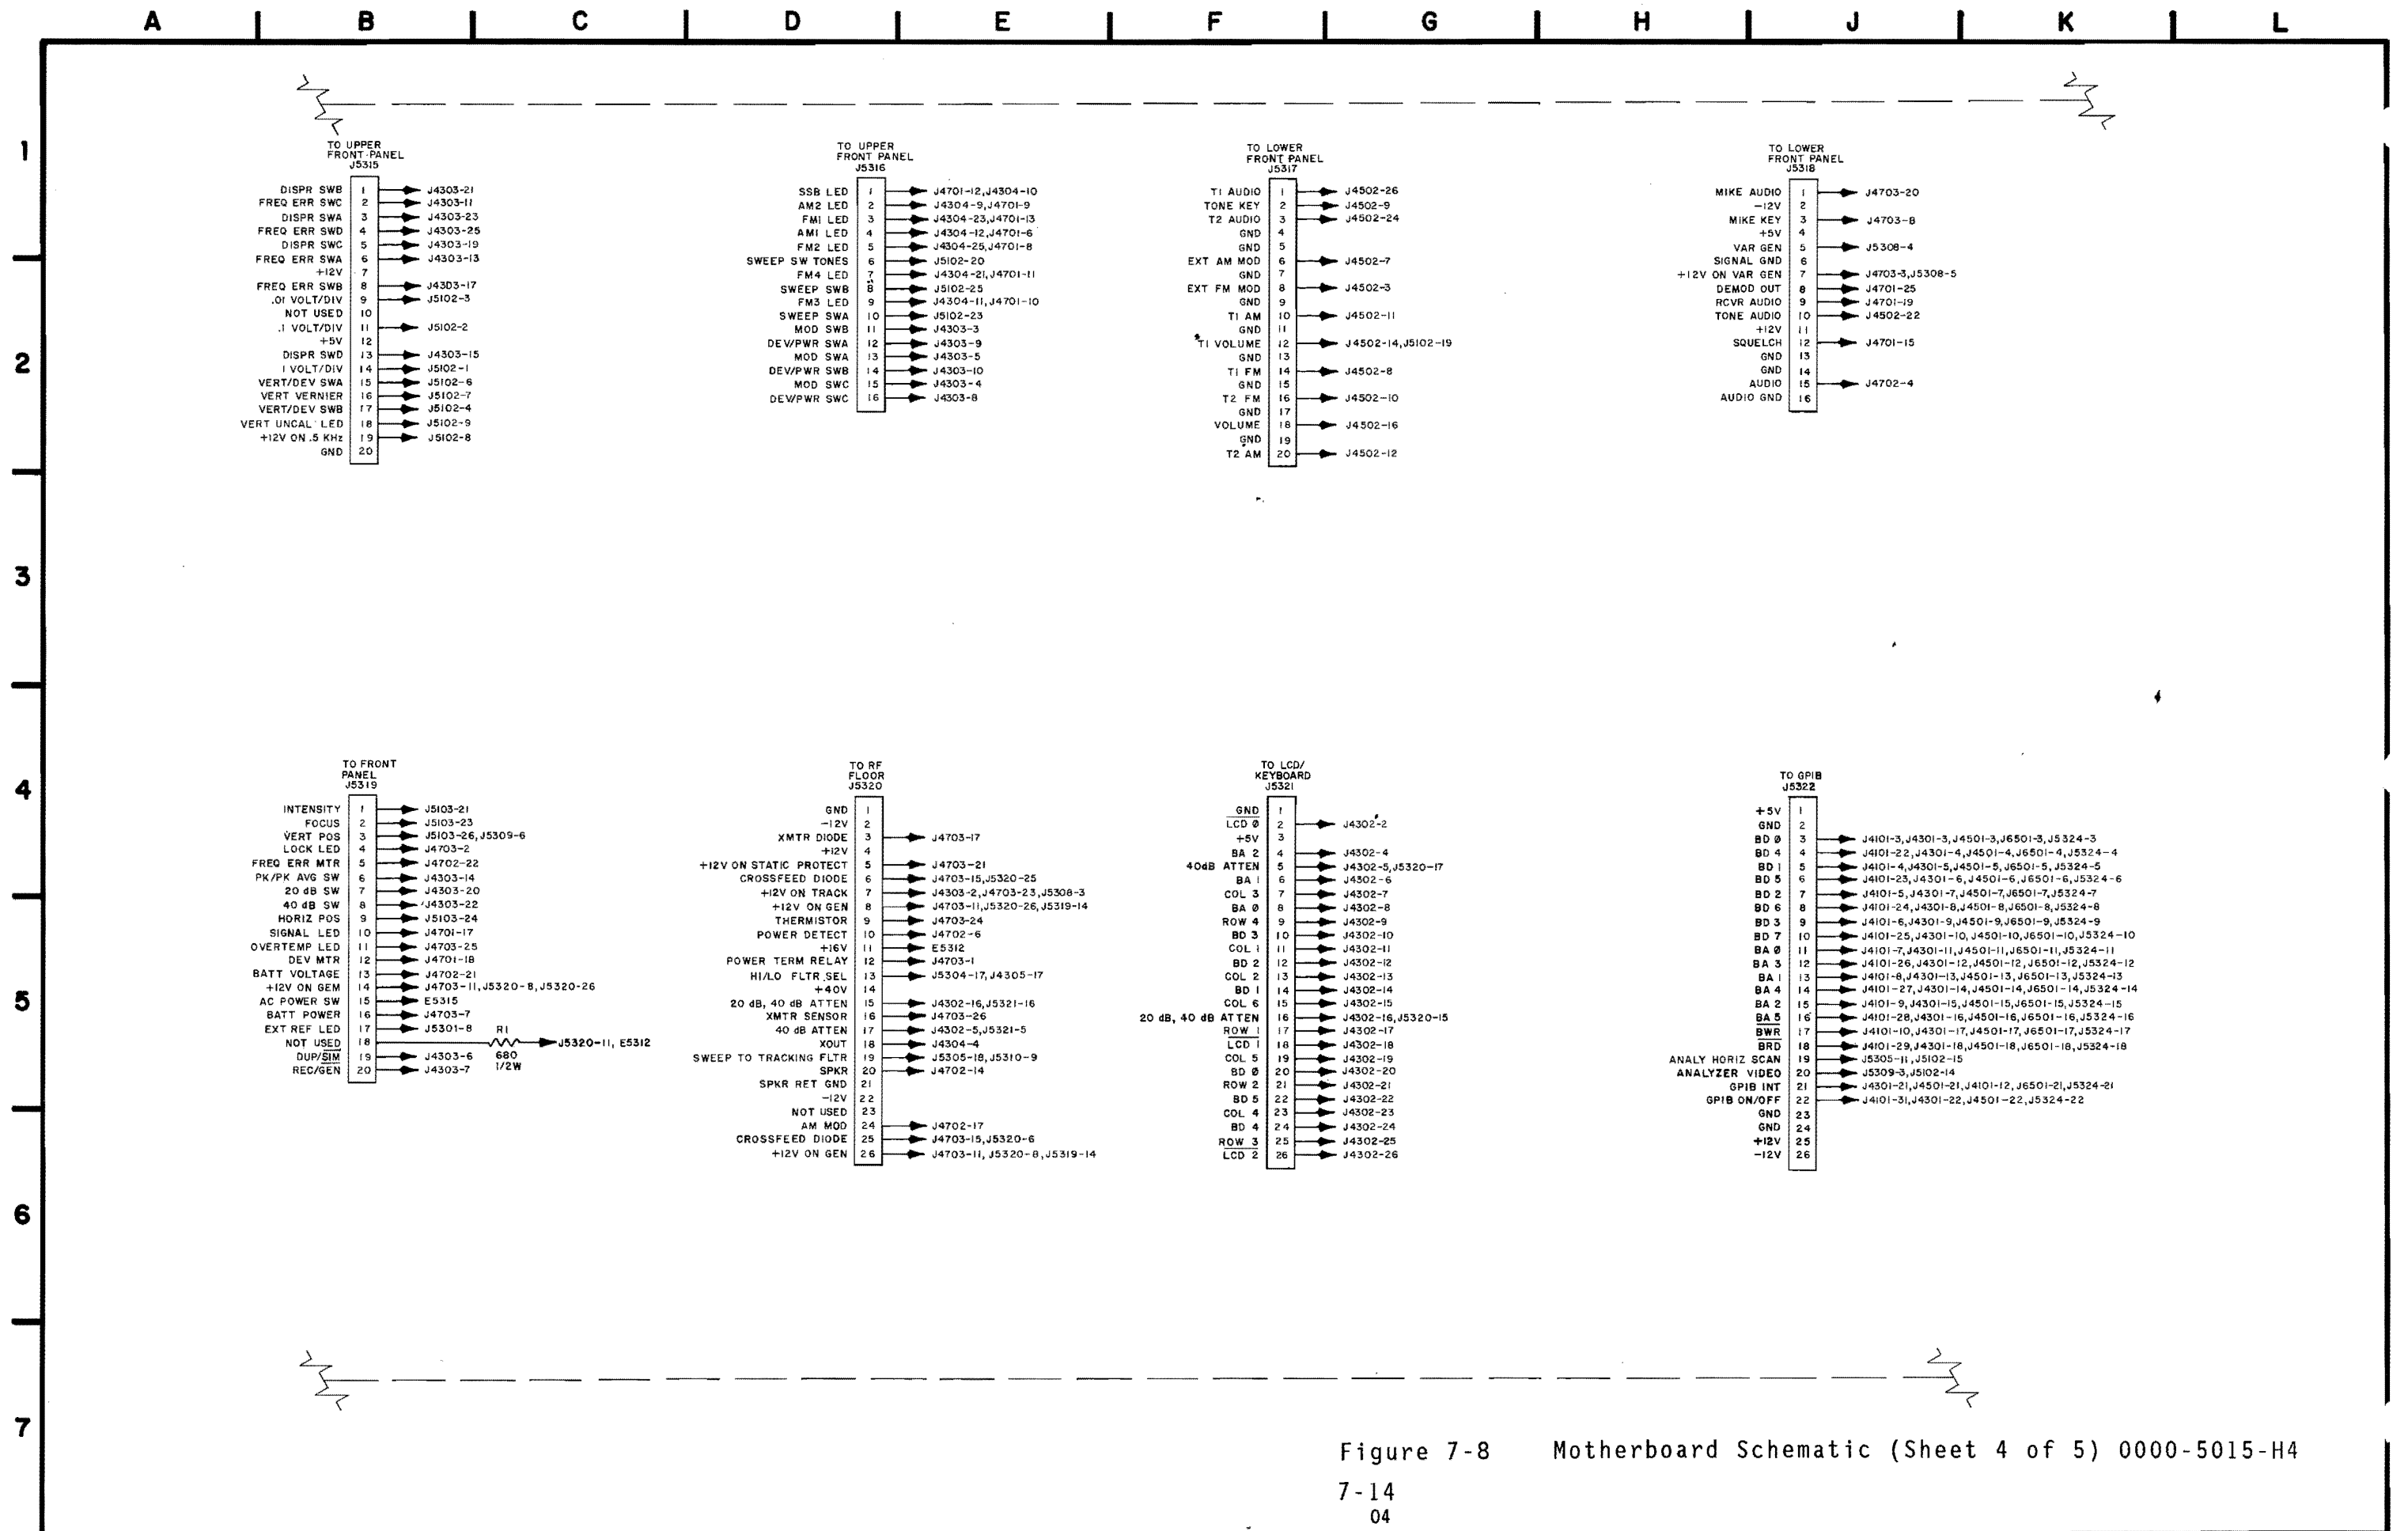 A B C D E F G H J K L
1
2
3
4
5
6
7
TO UPPER
FRONT PANEL
J5315
DISPR SWB 1 J4303-21
FREQ ERR SWC 2 J4303-11
DISPR SWA 3 J4303-23
FREQ ERR SWD 4 J4303-25
DISPR SWC 5 J4303-19
FREQ ERR SWA 6 J4303-13
+12V 7
FREQ ERR SWB 8 J4303-17
.01 VOLT/DIV 9 J5102-3
NOT USED 10
.1 VOLT/DIV 11 J5102-2
+5V 12
DISPR SWD 13 J4303-15
1 VOLT/DIV 14 J5102-1
VERT/DEV SWA 15 J5102-6
VERT VERNIER 16 J5102-7
VERT/DEV SWB 17 J5102-4
VERT UNCAL LED 18 J5102-9
+12V ON .5 KHz 19 J5102-8
GND 20
TO UPPER
FRONT PANEL
J5316
SSB LED 1 J4701-12,J4304-10
AM2 LED 2 J4304-9,J4701-9
FM1 LED 3 J4304-23,J4701-13
AM1 LED 4 J4304-12,J4701-6
FM2 LED 5 J4304-25,J4701-8
SWEEP SW TONES 6 J5102-20
FM4 LED 7 J4304-21,J4701-11
SWEEP SWB 8 J5102-25
FM3 LED 9 J4304-11,J4701-10
SWEEP SWA 10 J5102-23
MOD SWB 11 J4303-3
DEV/PWR SWA 12 J4303-9
MOD SWA 13 J4303-5
DEV/PWR SWB 14 J4303-10
MOD SWC 15 J4303-4
DEV/PWR SWC 16 J4303-8
TO LOWER
FRONT PANEL
J5317
T1 AUDIO 1 J4502-26
TONE KEY 2 J4502-9
T2 AUDIO 3 J4502-24
GND 4
GND 5
EXT AM MOD 6 J4502-7
GND 7
EXT FM MOD 8 J4502-3
GND 9
T1 AM 10 J4502-11
GND 11
T1 VOLUME 12 J4502-14,J5102-19
GND 13
T1 FM 14 J4502-8
GND 15
T2 FM 16 J4502-10
GND 17
VOLUME 18 J4502-16
GND 19
T2 AM 20 J4502-12
TO LOWER
FRONT PANEL
J5318
MIKE AUDIO 1 J4703-20
-12V 2
MIKE KEY 3 J4703-8
+5V 4
VAR GEN 5 J5308-4
SIGNAL GND 6
+12V ON VAR GEN 7 J4703-3,J5308-5
DEMOD OUT 8 J4701-25
RCVR AUDIO 9 J4701-19
TONE AUDIO 10 J4502-22
+12V 11
SQUELCH 12 J4701-15
GND 13
GND 14
AUDIO 15 J4702-4
AUDIO GND 16
TO FRONT
PANEL
J5319
INTENSITY 1 J5103-21
FOCUS 2 J5103-23
VERT POS 3 J5103-26,J5309-6
LOCK LED 4 J4703-2
FREQ ERR MTR 5 J4702-22
PK/PK AVG SW 6 J4303-14
20 dB SW 7 J4303-20
40 dB SW 8 J4303-22
HORIZ POS 9 J5103-24
SIGNAL LED 10 J4701-17
OVERTEMP LED 11 J4703-25
DEV MTR 12 J4701-18
BATT VOLTAGE 13 J4702-21
+12V ON GEM 14 J4703-11,J5320-8,J5320-26
AC POWER SW 15 E5315
BATT POWER 16 J4703-7
EXT REF LED 17 J5301-8
NOT USED 18 R1 680 1/2W J5320-11, E5312
DUP/SIM 19 J4303-6
REC/GEN 20 J4303-7
TO RF
FLOOR
J5320
GND 1
-12V 2
XMTR DIODE 3 J4703-17
+12V 4
+12V ON STATIC PROTECT 5 J4703-21
CROSSFEED DIODE 6 J4703-15,J5320-25
+12V ON TRACK 7 J4303-2,J4703-23,J5308-3
+12V ON GEN 8 J4703-11,J5320-26,J5319-14
THERMISTOR 9 J4703-24
POWER DETECT 10 J4702-6
+16V 11 E5312
POWER TERM RELAY 12 J4703-1
HI/LO FLTR SEL 13 J5304-17,J4305-17
+40V 14
20 dB, 40 dB ATTEN 15 J4302-16,J5321-16
XMTR SENSOR 16 J4703-26
40 dB ATTEN 17 J4302-5,J5321-5
XOUT 18 J4304-4
SWEEP TO TRACKING FLTR 19 J5305-18,J5310-9
SPKR 20 J4702-14
SPKR RET GND 21
-12V 22
NOT USED 23
AM MOD 24 J4702-17
CROSSFEED DIODE 25 J4703-15,J5320-6
+12V ON GEN 26 J4703-11,J5320-8,J5319-14
TO LCD/
KEYBOARD
J5321
GND 1
LCD Ø 2 J4302-2
+5V 3
BA 2 4 J4302-4
40dB ATTEN 5 J4302-5,J5320-17
BA 1 6 J4302-6
COL 3 7 J4302-7
BA Ø 8 J4302-8
ROW 4 9 J4302-9
BD 3 10 J4302-10
COL 1 11 J4302-11
BD 2 12 J4302-12
COL 2 13 J4302-13
BD 1 14 J4302-14
COL 6 15 J4302-15
20 dB, 40 dB ATTEN 16 J4302-16,J5320-15
ROW 1 17 J4302-17
LCD 1 18 J4302-18
COL 5 19 J4302-19
BD Ø 20 J4302-20
ROW 2 21 J4302-21
BD 5 22 J4302-22
COL 4 23 J4302-23
BD 4 24 J4302-24
ROW 3 25 J4302-25
LCD 2 26 J4302-26
TO GPIB
J5322
+5V 1
GND 2
BD Ø 3 J4101-3,J4301-3,J4501-3,J6501-3,J5324-3
BD 4 4 J4101-22,J4301-4,J4501-4,J6501-4,J5324-4
BD 1 5 J4101-4,J4301-5,J4501-5,J6501-5,J5324-5
BD 5 6 J4101-23,J4301-6,J4501-6,J6501-6,J5324-6
BD 2 7 J4101-5,J4301-7,J4501-7,J6501-7,J5324-7
BD 6 8 J4101-24,J4301-8,J4501-8,J6501-8,J5324-8
BD 3 9 J4101-6,J4301-9,J4501-9,J6501-9,J5324-9
BD 7 10 J4101-25,J4301-10,J4501-10,J6501-10,J5324-10
BA Ø 11 J4101-7,J4301-11,J4501-11,J6501-11,J5324-11
BA 3 12 J4101-26,J4301-12,J4501-12,J6501-12,J5324-12
BA 1 13 J4101-8,J4301-13,J4501-13,J6501-13,J5324-13
BA 4 14 J4101-27,J4301-14,J4501-14,J6501-14,J5324-14
BA 2 15 J4101-9,J4301-15,J4501-15,J6501-15,J5324-15
BA 5 16 J4101-28,J4301-16,J4501-16,J6501-16,J5324-16
BWR 17 J4101-10,J4301-17,J4501-17,J6501-17,J5324-17
BRD 18 J4101-29,J4301-18,J4501-18,J6501-18,J5324-18
ANALY HORIZ SCAN 19 J5305-11,J5102-15
ANALYZER VIDEO 20 J5309-3,J5102-14
GPIB INT 21 J4301-21,J4501-21,J4101-12,J6501-21,J5324-21
GPIB ON/OFF 22 J4101-31,J4301-22,J4501-22,J5324-22
GND 23
GND 24
+12V 25
-12V 26
Figure 7-8 Motherboard Schematic (Sheet 4 of 5) 0000-5015-H4
7-14
04